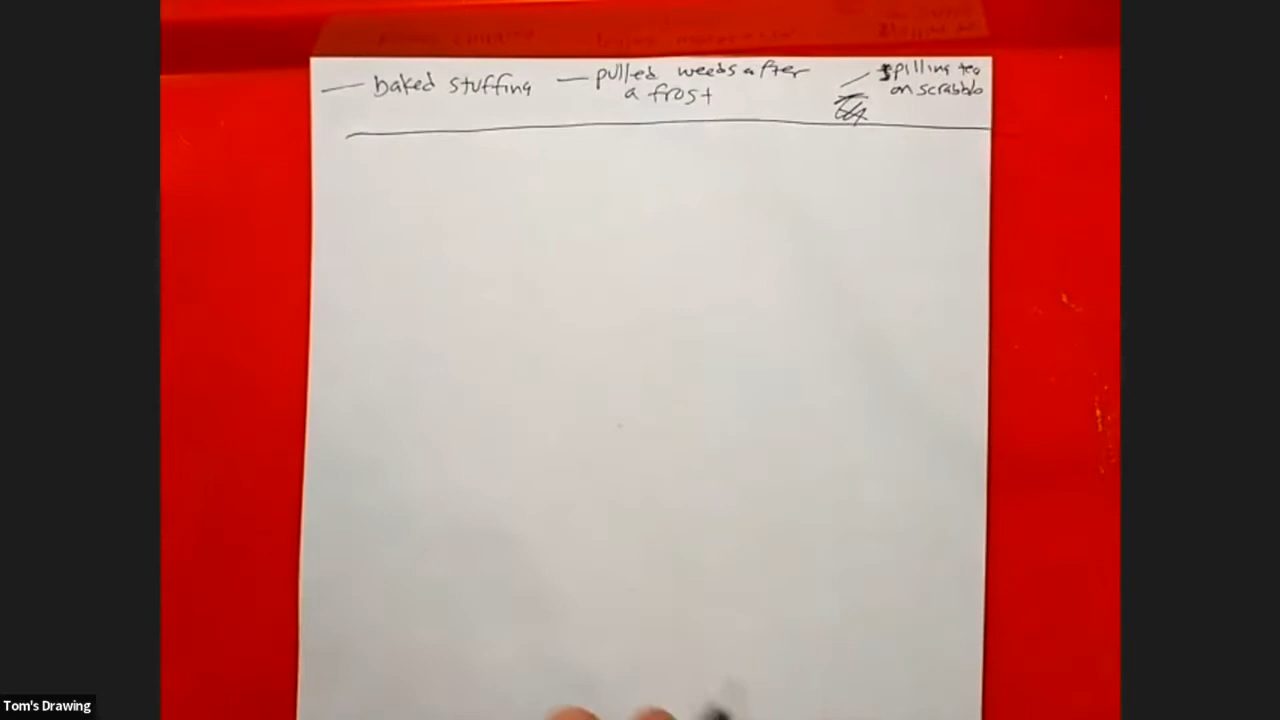 baked stuffing
pulled weeds after
a frost
spilling tea
on scrabble
Tom's Drawing